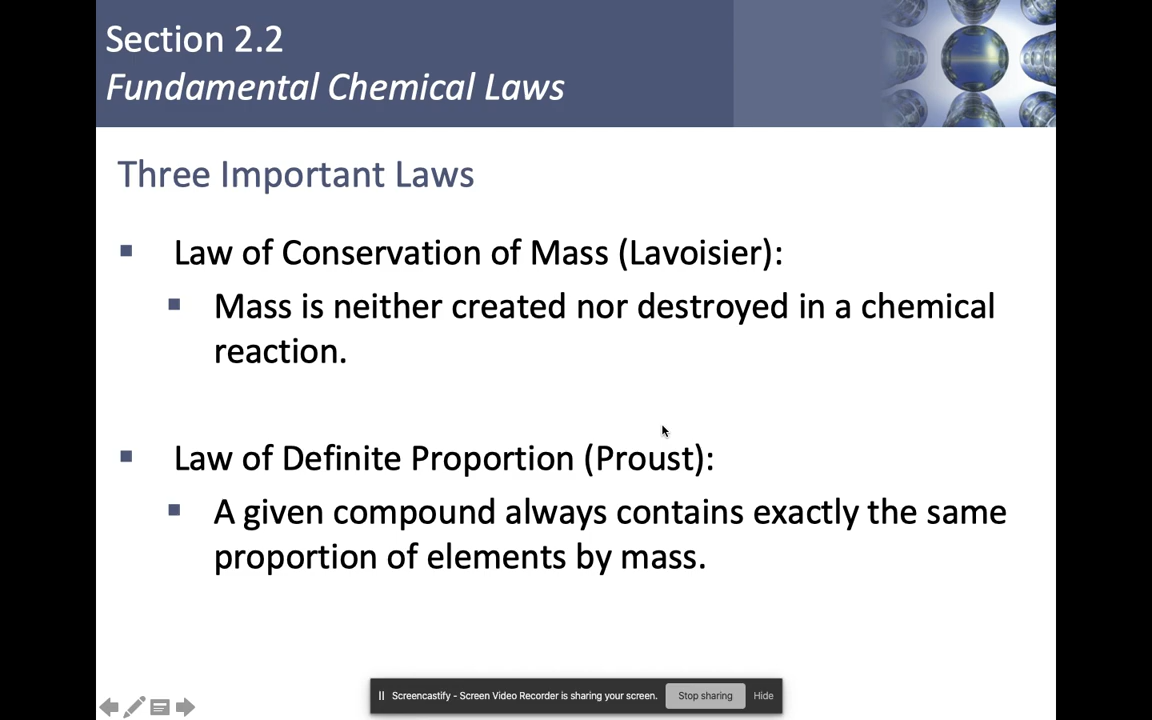 Section 2.2
Fundamental Chemical Laws
Three Important Laws
Law of Conservation of Mass (Lavoisier):
Mass is neither created nor destroyed in a chemical
reaction.
Law of Definite Proportion (Proust):
A given compound always contains exactly the same
proportion of elements by mass.
Screencastify - Screen Video Recorder is sharing your screen. Stop sharing Hide